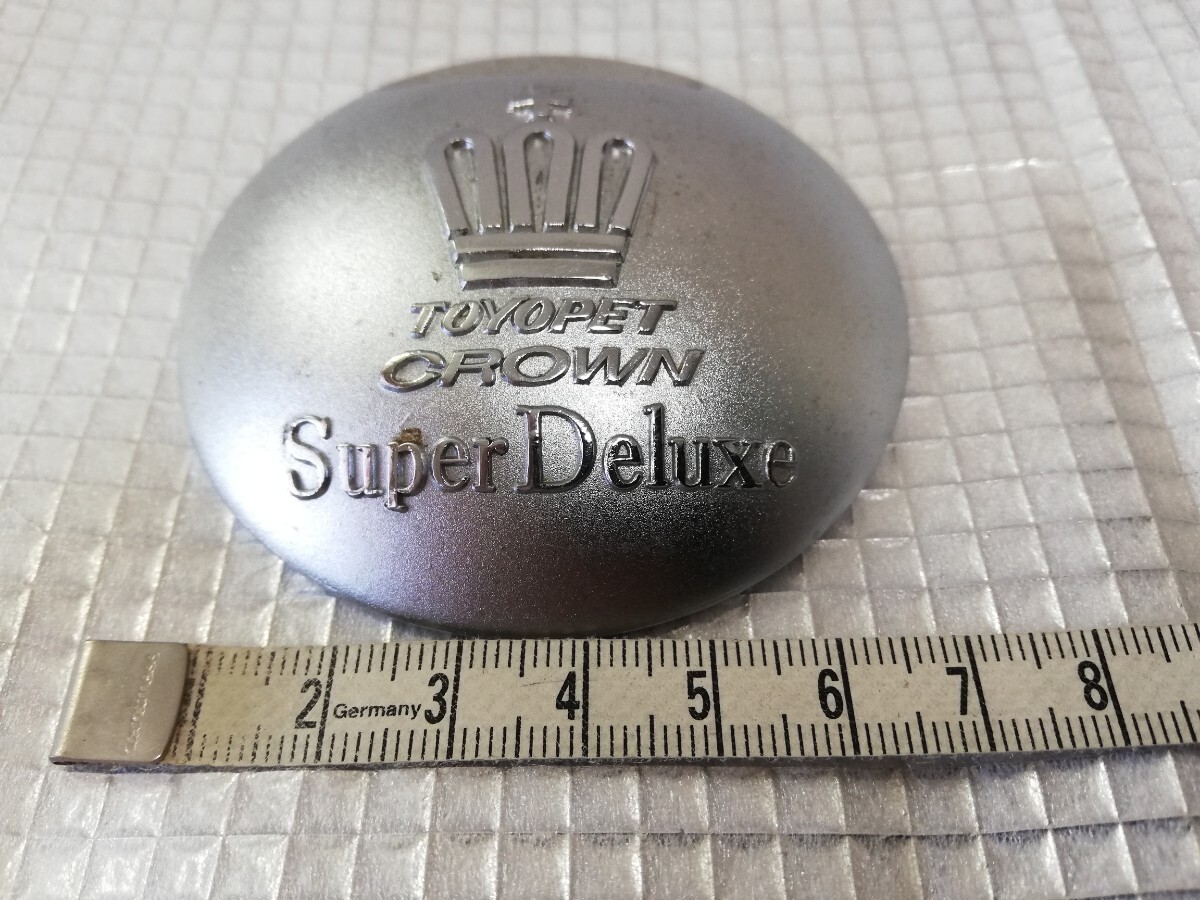 TOYOPET
CROWN
Super Deluxe
2 Germany 3 4 5 6 7 8